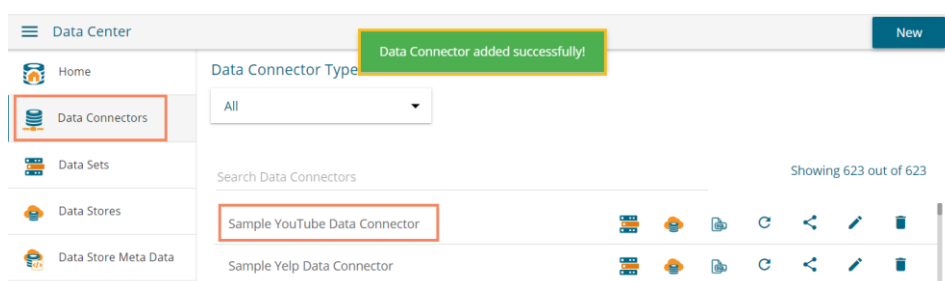 Data Center
Data Connector added successfully!
New
Home
Data Connector Type
All
Data Connectors
Data Sets
Search Data Connectors
Showing 623 out of 623
Data Stores
Sample YouTube Data Connector
Data Store Meta Data
Sample Yelp Data Connector